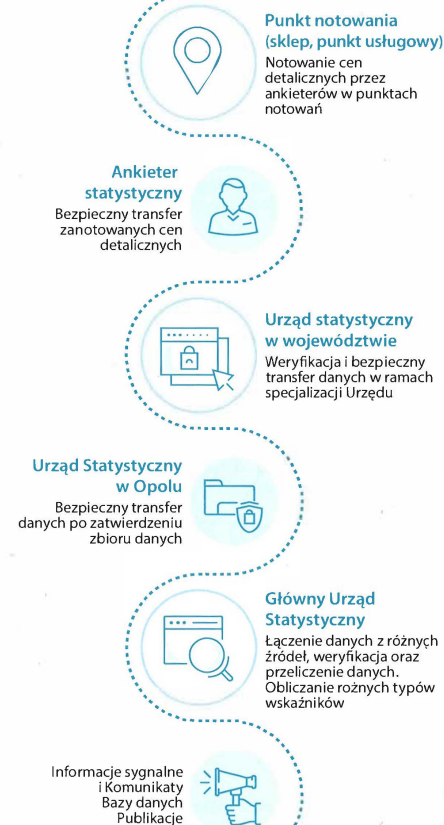 Punkt notowania
(sklep, punkt usługowy)
Notowanie cen
detalicznych przez
ankieterów w punktach
notowań
Ankieter
statystyczny
Bezpieczny transfer
zanotowanych cen
detalicznych
Urząd statystyczny
w województwie
Weryfikacja i bezpieczny
transfer danych w ramach
specjalizacji Urzędu
Urząd Statystyczny
w Opolu
Bezpieczny transfer
danych po zatwierdzeniu
zbioru danych
Główny Urząd
Statystyczny
Łączenie danych z różnych
źródeł, weryfikacja oraz
przeliczenie danych.
Obliczanie rożnych typów
wskaźników
Informacje sygnalne
i Komunikaty
Bazy danych
Publikacje